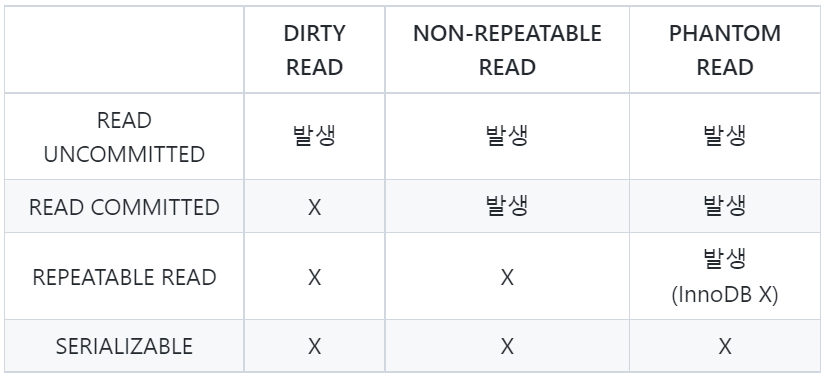 DIRTY READ
NON-REPEATABLE READ
PHANTOM READ
READ UNCOMMITTED
발생
발생
발생
READ COMMITTED
X
발생
발생
REPEATABLE READ
X
X
발생
(InnoDB X)
SERIALIZABLE
X
X
X